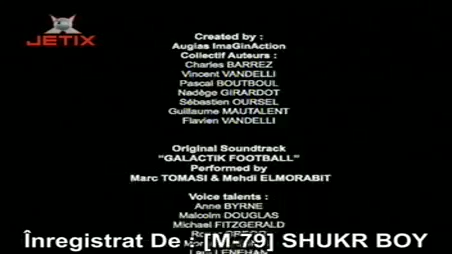 JETIX
Created by :
Auglas ImaGinAction
Collectif Auteurs :
Charles BARREZ
Vincent VANDELLI
Pascal BOUTBOUL
Nadège GIRARDOT
Sébastien OURSEL
Guillaume MAUTALENT
Flavien VANDELLI
Original Soundtrack
"GALACTIK FOOTBALL"
Performed by
Marc TOMASI & Mehdi ELMORABIT
Voice talents :
Anne BYRNE
Malcolm DOUGLAS
Michael FITZGERALD
Înregistrat De : [M-79] SHUKR BOY
LENEHAN